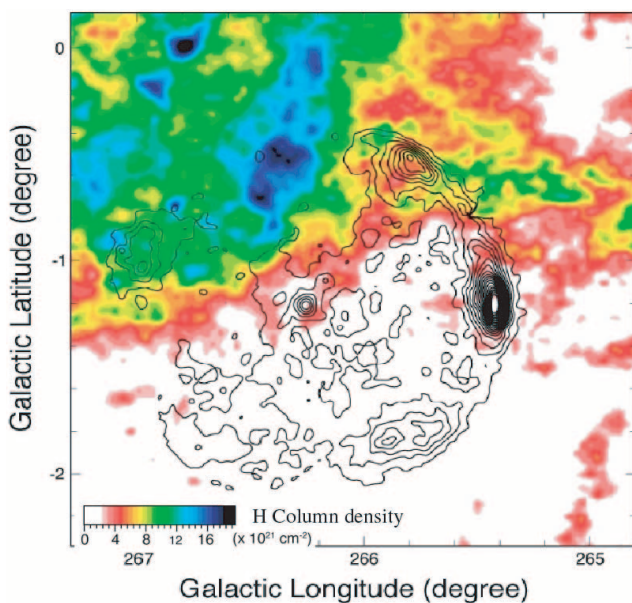 0
-1
-2
Galactic Latitude (degree)
H Column density
0 4 8 12 16
(x 10²¹ cm⁻²)
267 266 265
Galactic Longitude (degree)